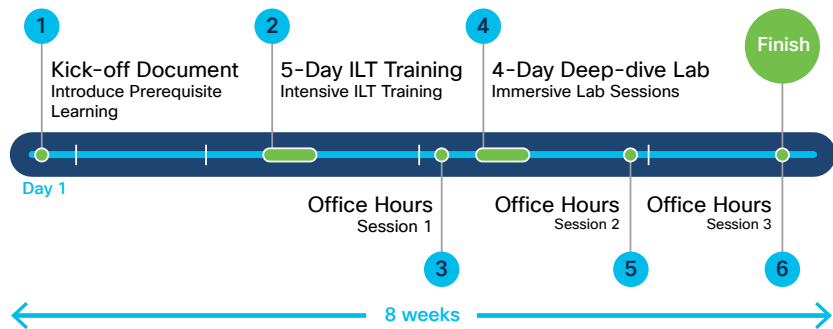 1
2
4
Finish
Kick-off Document
Introduce Prerequisite
Learning
5-Day ILT Training
Intensive ILT Training
4-Day Deep-dive Lab
Immersive Lab Sessions
Day 1
Office Hours
Session 1
Office Hours
Session 2
Office Hours
Session 3
3
5
6
8 weeks